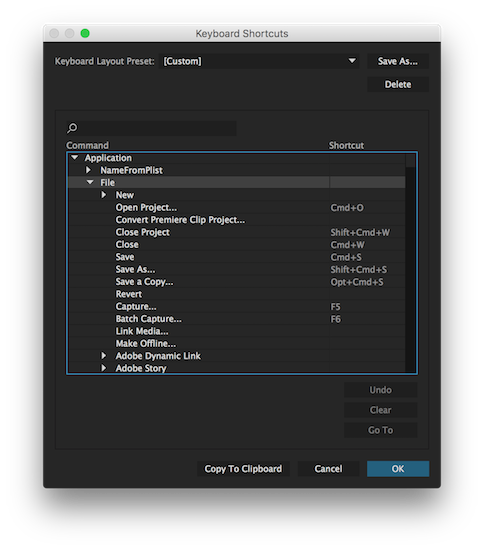 Keyboard Shortcuts
Keyboard Layout Preset: [Custom] Save As...
Delete
Command Shortcut
Application
NameFromPlist
File
New
Open Project... Cmd+O
Convert Premiere Clip Project...
Close Project Shift+Cmd+W
Close Cmd+W
Save Cmd+S
Save As... Shift+Cmd+S
Save a Copy... Opt+Cmd+S
Revert
Capture... F5
Batch Capture... F6
Link Media...
Make Offline...
Adobe Dynamic Link
Adobe Story
Undo
Clear
Go To
Copy To Clipboard Cancel OK